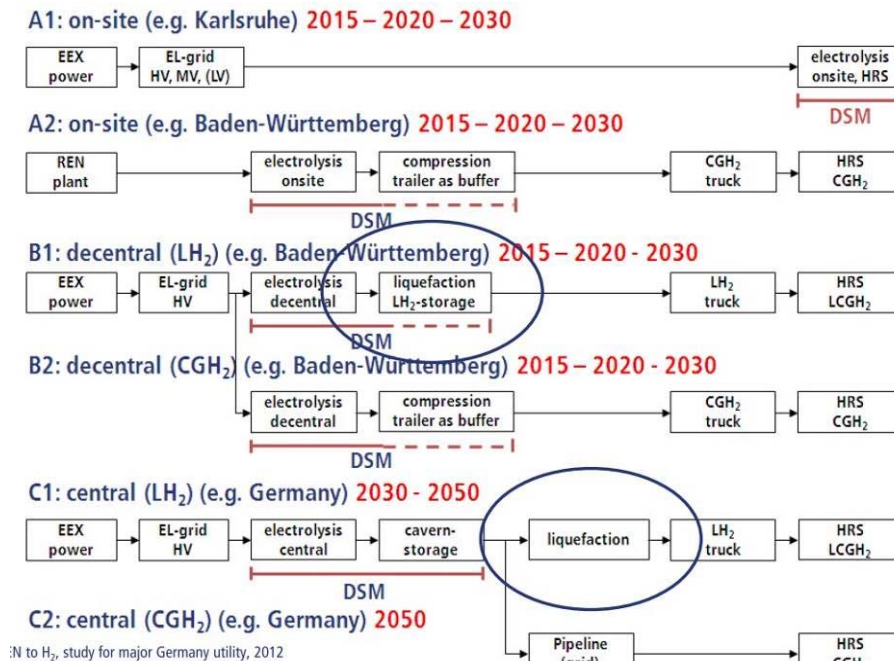 A1: on-site (e.g. Karlsruhe) 2015 – 2020 – 2030
EEX
power
EL-grid
HV, MV, (LV)
electrolysis
onsite, HRS
DSM
A2: on-site (e.g. Baden-Württemberg) 2015 – 2020 – 2030
REN
plant
electrolysis
onsite
compression
trailer as buffer
CGH₂
truck
HRS
CGH₂
DSM
B1: decentral (LH₂) (e.g. Baden-Württemberg) 2015 – 2020 - 2030
EEX
power
EL-grid
HV
electrolysis
decentral
liquefaction
LH₂-storage
LH₂
truck
HRS
LCGH₂
DSM
B2: decentral (CGH₂) (e.g. Baden-Württemberg) 2015 – 2020 - 2030
electrolysis
decentral
compression
trailer as buffer
CGH₂
truck
HRS
CGH₂
DSM
C1: central (LH₂) (e.g. Germany) 2030 - 2050
EEX
power
EL-grid
HV
electrolysis
central
cavern-
storage
liquefaction
LH₂
truck
HRS
LCGH₂
DSM
C2: central (CGH₂) (e.g. Germany) 2050
Pipeline
(grid)
HRS
CGH₂
EN to H₂, study for major Germany utility, 2012